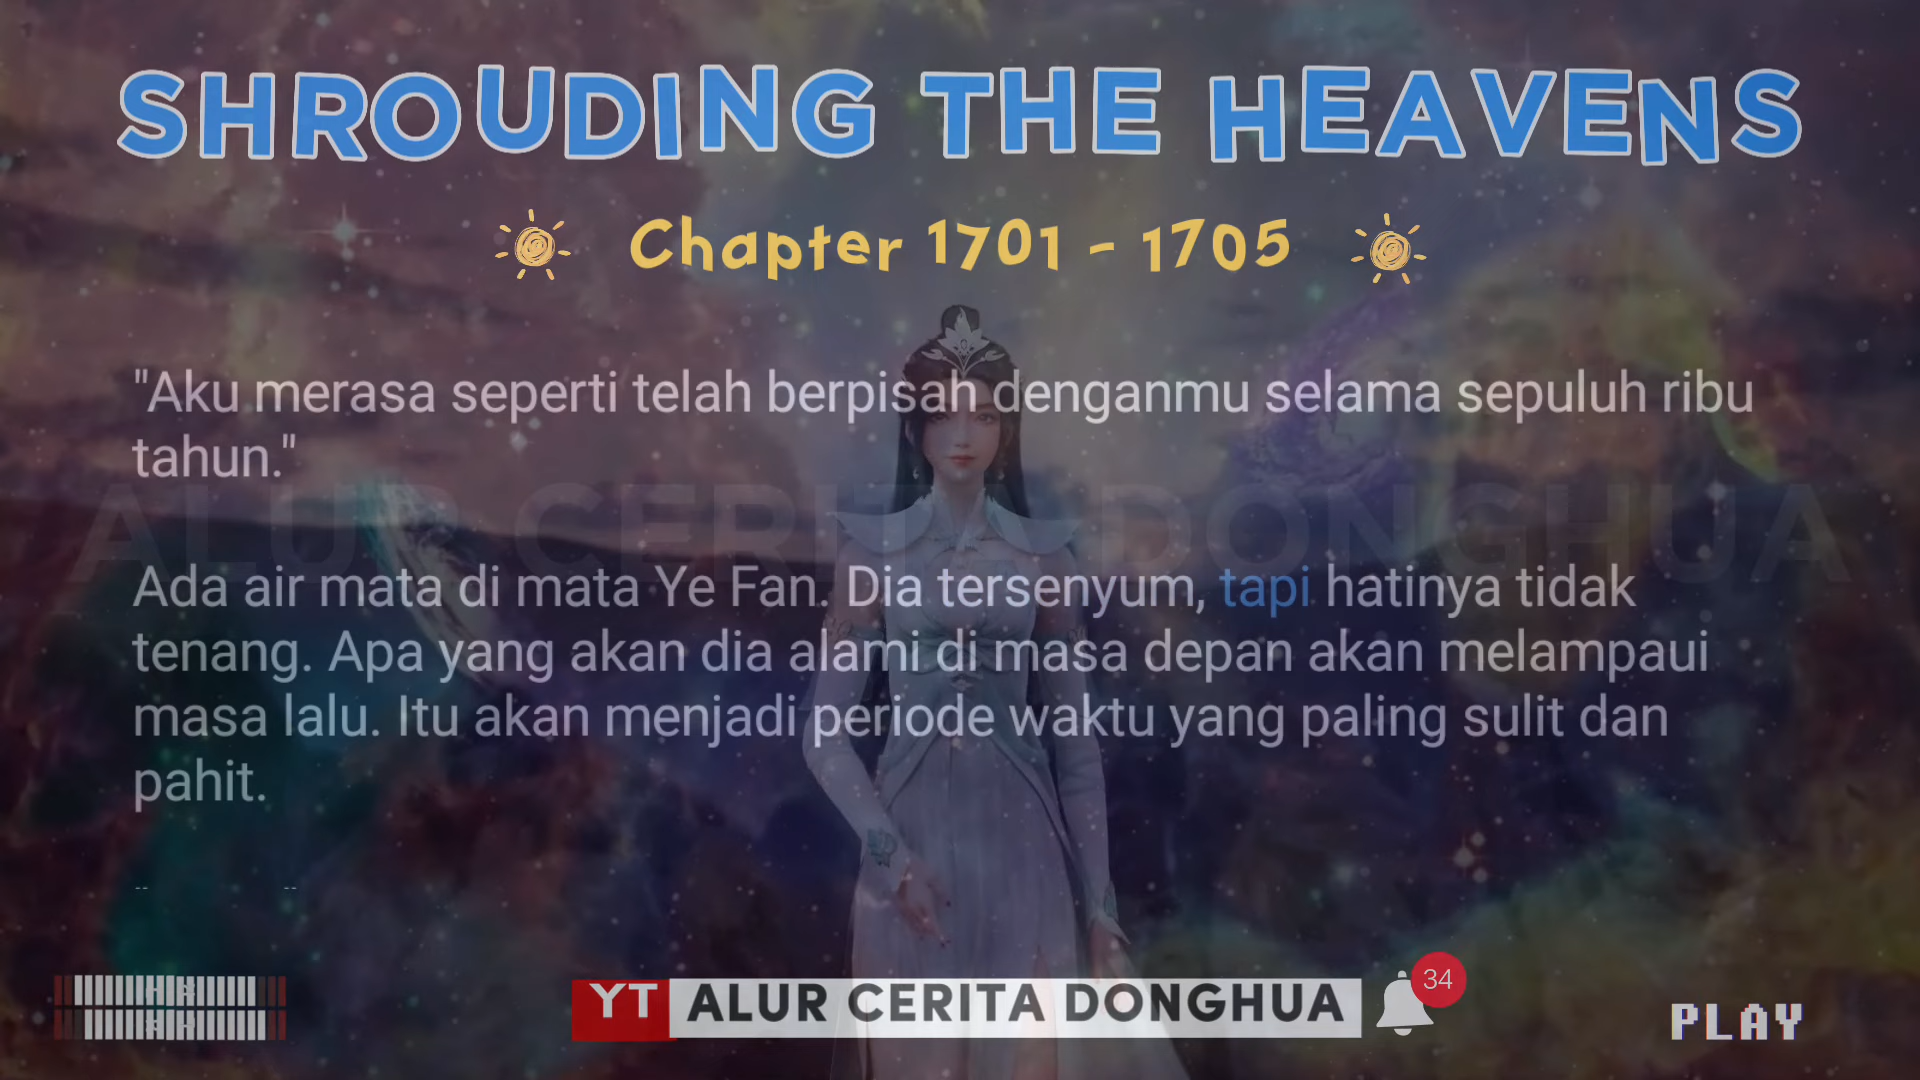 SHROUDING THE HEAVENS
Chapter 1701 - 1705
"Aku merasa seperti telah berpisah denganmu selama sepuluh ribu
tahun."
ALUR CERITA DONGHUA
Ada air mata di mata Ye Fan. Dia tersenyum, tapi hatinya tidak
tenang. Apa yang akan dia alami di masa depan akan melampaui
masa lalu. Itu akan menjadi periode waktu yang paling sulit dan
pahit.
-- --
YT ALUR CERITA DONGHUA 34
PLAY